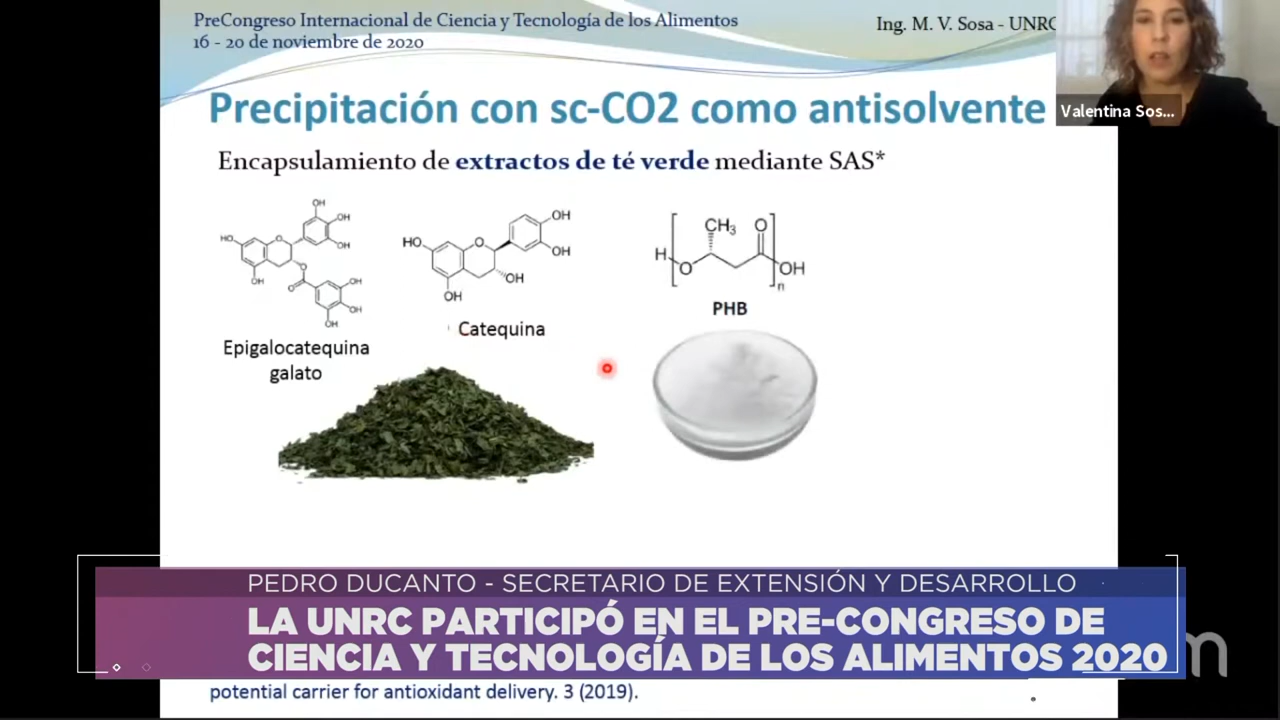 PreCongreso Internacional de Ciencia y Tecnología de los Alimentos
16 - 20 de noviembre de 2020
Ing. M. V. Sosa - UNRC
Valentina Sos...
Precipitación con sc-CO2 como antisolvente
Encapsulamiento de extractos de té verde mediante SAS*
OH
OH
HO
O
OH
OH
O
O
OH
OH
OH
HO
O
OH
OH
OH
OH
CH3
O
H
O
OH
n
Epigalocatequina
galato
Catequina
PHB
PEDRO DUCANTO - SECRETARIO DE EXTENSIÓN Y DESARROLLO
LA UNRC PARTICIPÓ EN EL PRE-CONGRESO DE
CIENCIA Y TECNOLOGÍA DE LOS ALIMENTOS 2020
m
potential carrier for antioxidant delivery. 3 (2019).